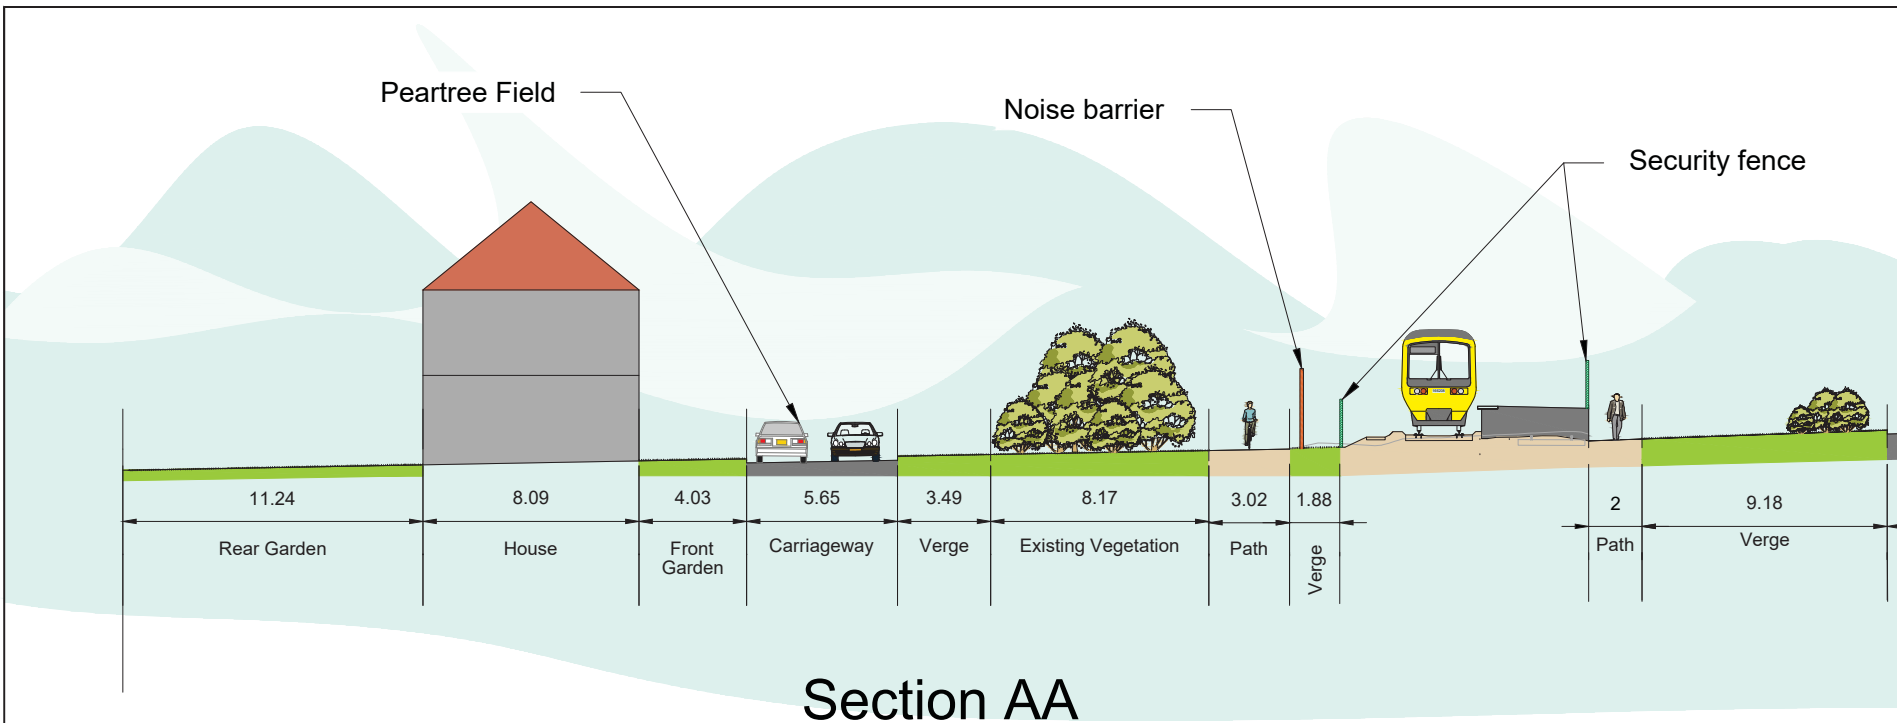 Peartree Field
Noise barrier
Security fence
11.24
8.09
4.03
5.65
3.49
8.17
3.02
1.88
2
9.18
Rear Garden
House
Front
Garden
Carriageway
Verge
Existing Vegetation
Path
Verge
Path
Verge
Section AA